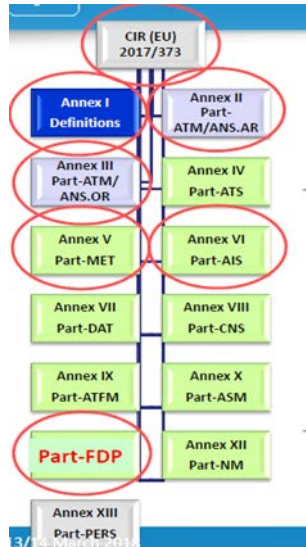 CIR (EU)
2017/373
Annex I
Definitions
Annex II
Part-
ATM/ANS.AR
Annex III
Part-ATM/
ANS.OR
Annex IV
Part-ATS
Annex V
Part-MET
Annex VI
Part-AIS
Annex VII
Part-DAT
Annex VIII
Part-CNS
Annex IX
Part-ATFM
Annex X
Part-ASM
Part-FDP
Annex XII
Part-NM
Annex XIII
Part-PERS
13/14 March 2018